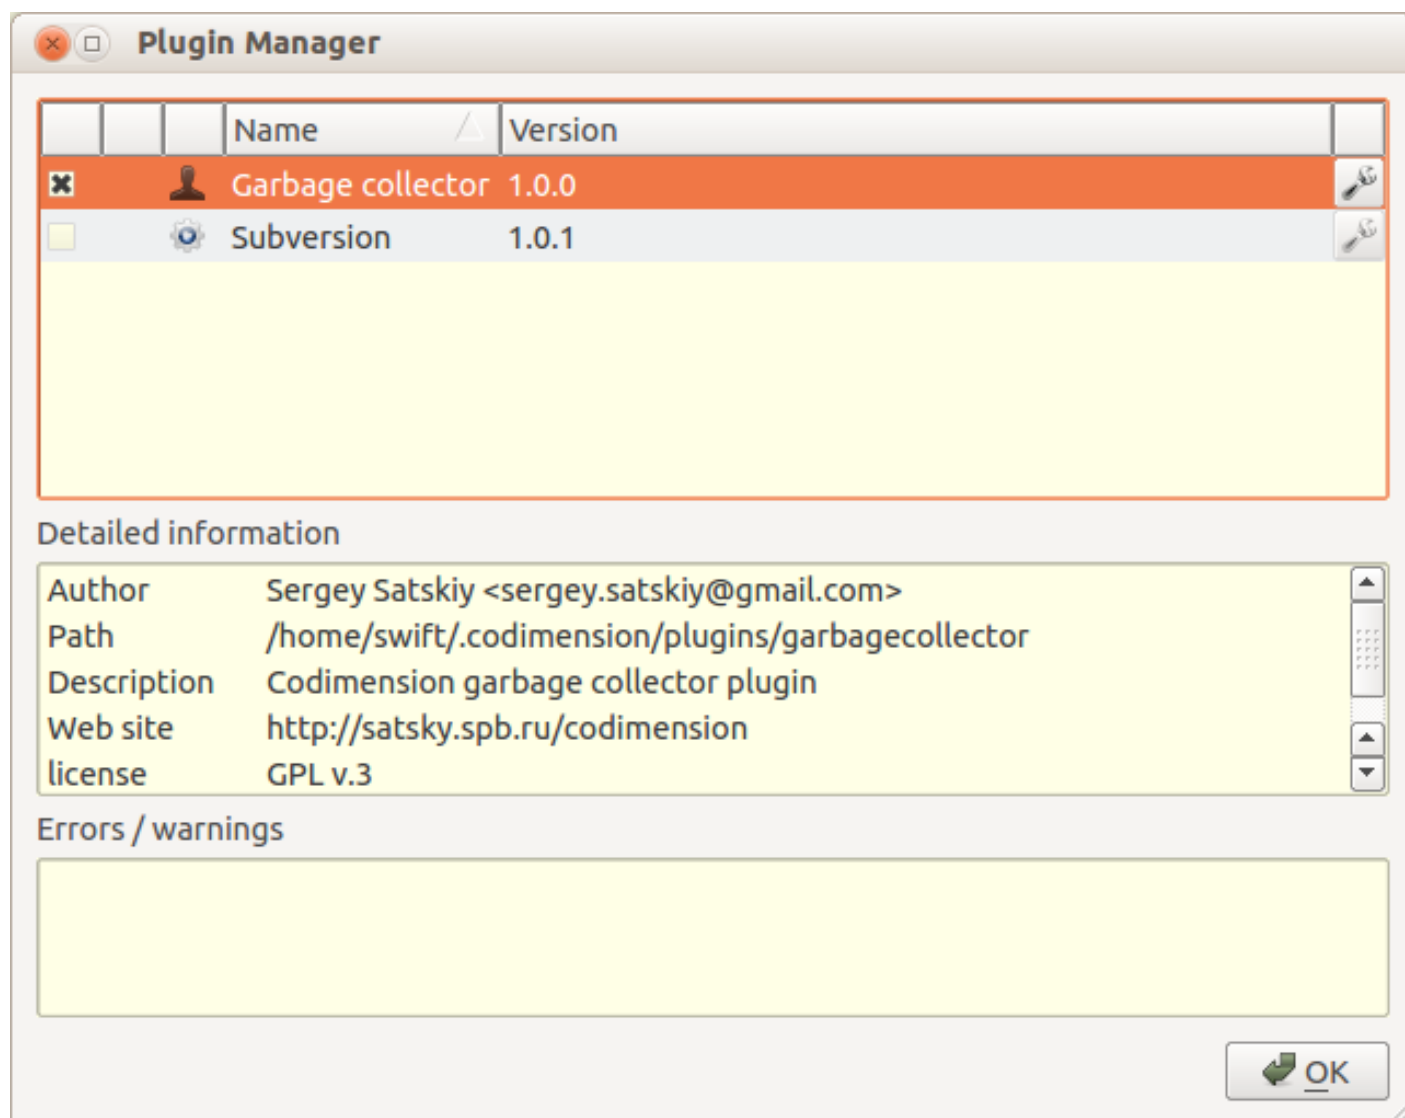 Plugin Manager
Name Version
Garbage collector 1.0.0
Subversion 1.0.1
Detailed information
Author Sergey Satskiy <sergey.satskiy@gmail.com>
Path /home/swift/.codimension/plugins/garbagecollector
Description Codimension garbage collector plugin
Web site http://satsky.spb.ru/codimension
license GPL v.3
Errors / warnings
OK